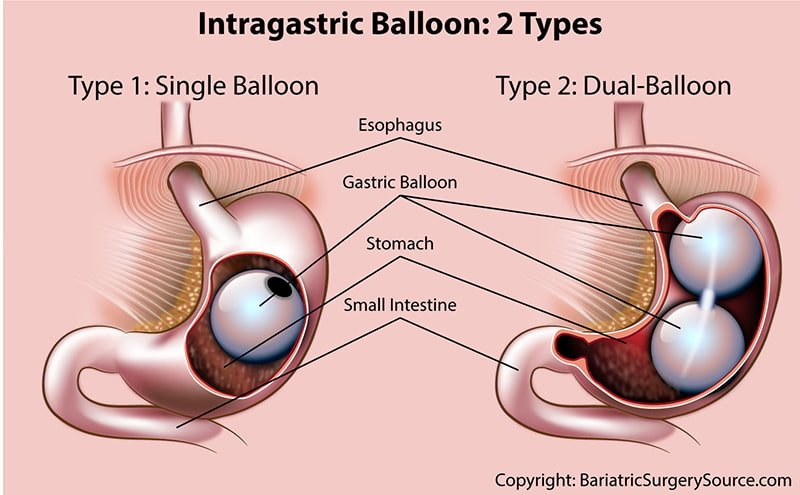 Intragastric Balloon: 2 Types
Type 1: Single Balloon
Type 2: Dual-Balloon
Esophagus
Gastric Balloon
Stomach
Small Intestine
Copyright: BariatricSurgerySource.com